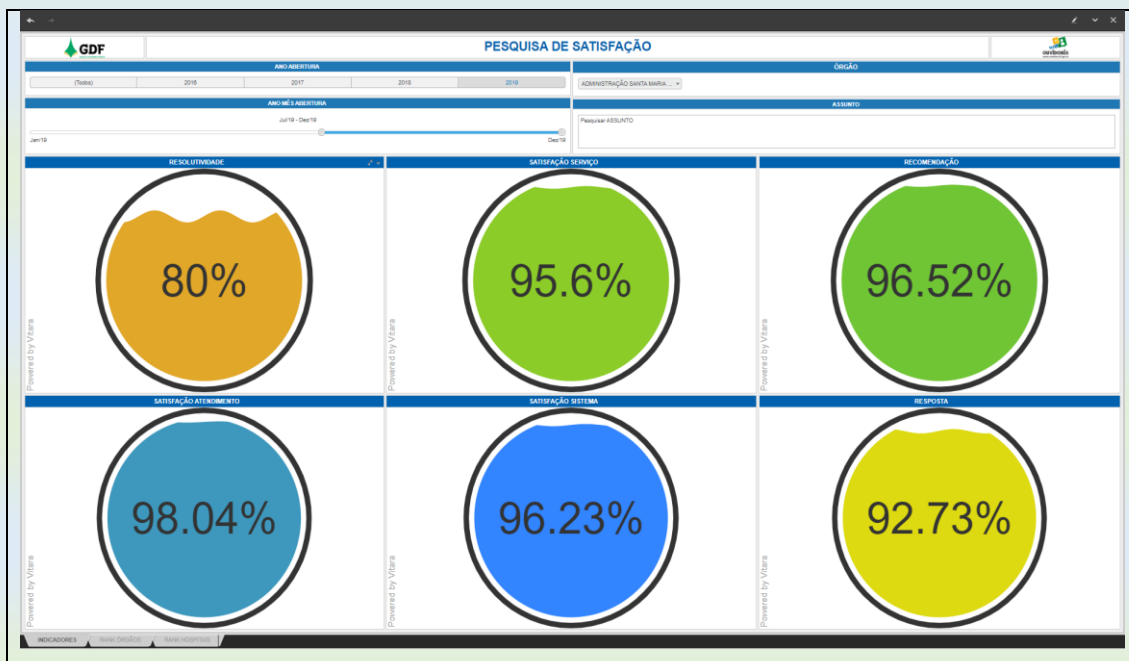 GDF
PESQUISA DE SATISFAÇÃO
ouvidoria
ANO ABERTURA
ÓRGÃO
(Todos) 2016 2017 2018 2019
ADMINISTRAÇÃO SANTA MARIA ...
ANO MÊS ABERTURA
ASSUNTO
Jul/19 - Dez/19
Pesquisar ASSUNTO
Jan/19 Dez/19
RESOLUTIVIDADE
SATISFAÇÃO SERVIÇO
RECOMENDAÇÃO
80%
95.6%
96.52%
Powered by Vitara
Powered by Vitara
Powered by Vitara
SATISFAÇÃO ATENDIMENTO
SATISFAÇÃO SISTEMA
RESPOSTA
98.04%
96.23%
92.73%
Powered by Vitara
Powered by Vitara
Powered by Vitara
INDICADORES RANK ÓRGÃOS RANK HOSPITAIS